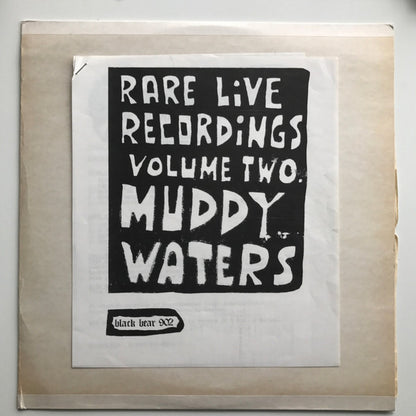 RARE LiVE
RECORDiNGS
VOLUME TWO.
MUDDY
WATERS
black bear 902